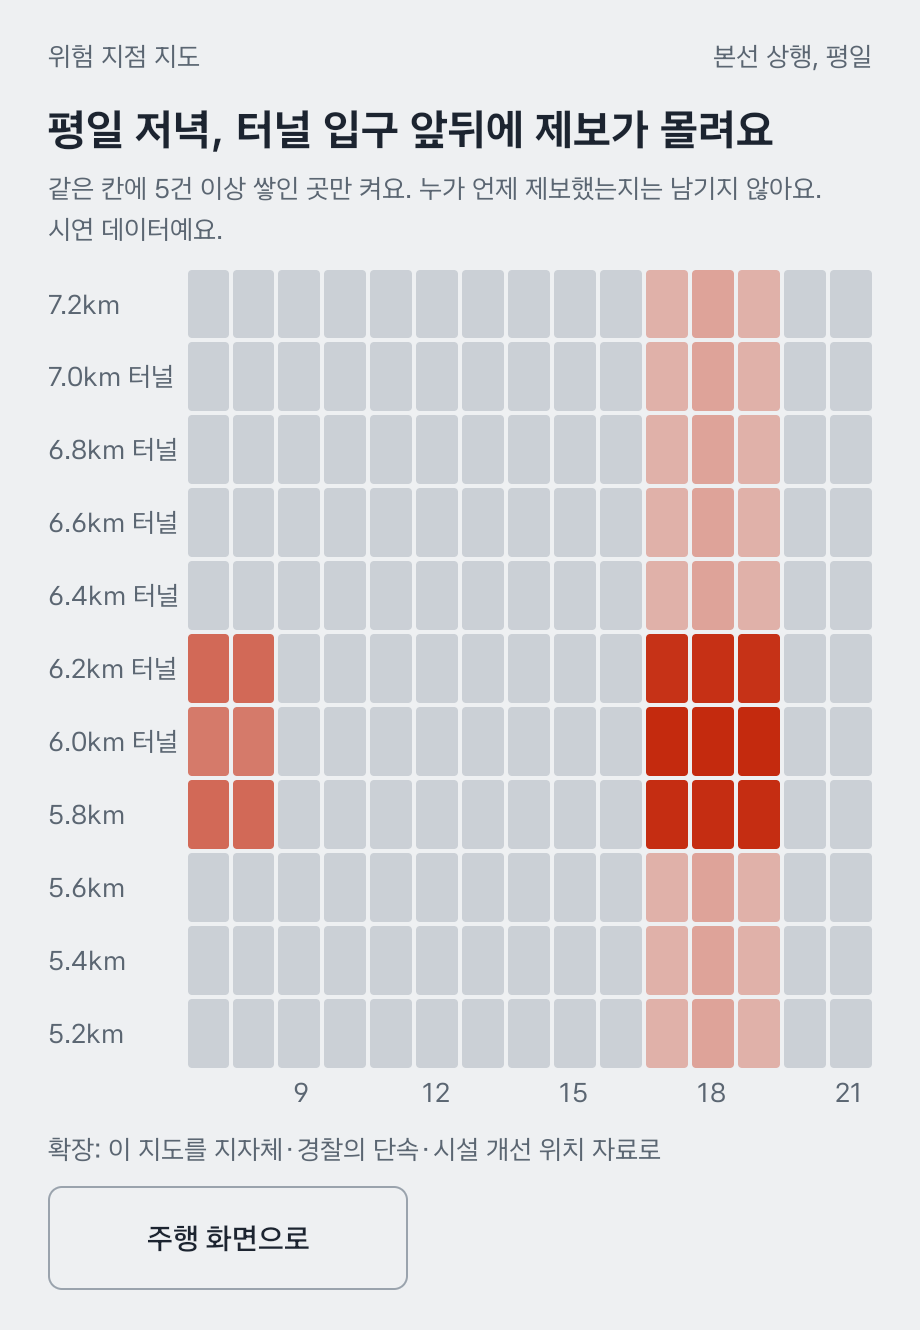 위험 지점 지도
본선 상행, 평일
평일 저녁, 터널 입구 앞뒤에 제보가 몰려요
같은 칸에 5건 이상 쌓인 곳만 켜요. 누가 언제 제보했는지는 남기지 않아요.
시연 데이터예요.
7.2km
7.0km 터널
6.8km 터널
6.6km 터널
6.4km 터널
6.2km 터널
6.0km 터널
5.8km
5.6km
5.4km
5.2km
9 12 15 18 21
확장: 이 지도를 지자체·경찰의 단속·시설 개선 위치 자료로
주행 화면으로